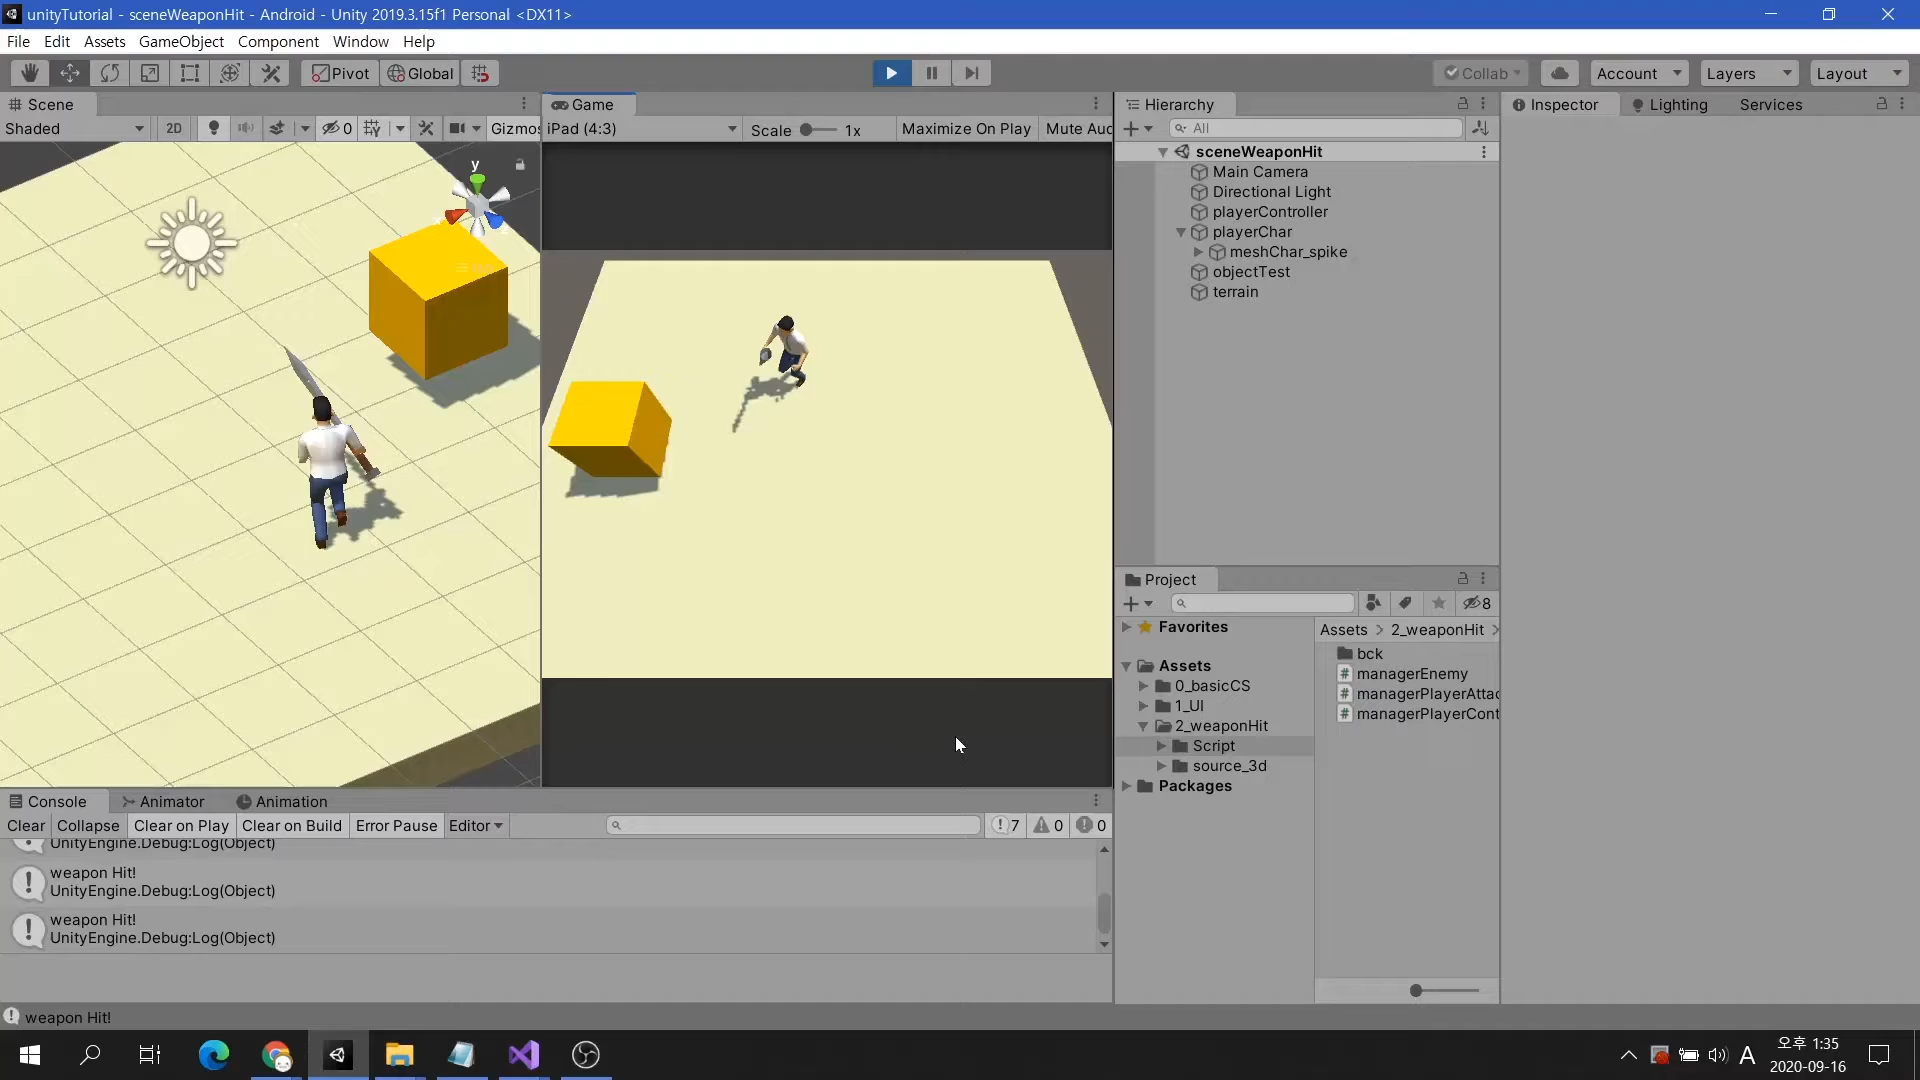 unityTutorial - sceneWeaponHit - Android - Unity 2019.3.15f1 Personal <DX11>
File Edit Assets GameObject Component Window Help
Pivot Global Collab Account Layers Layout
Scene
Shaded 2D 0 Gizmos
Game
iPad (4:3) Scale 1x Maximize On Play Mute Auc
y
Hierarchy
All
sceneWeaponHit
Main Camera
Directional Light
playerController
playerChar
meshChar_spike
objectTest
terrain
Inspector Lighting Services
Project
8
Favorites
Assets
0_basicCS
1_UI
2_weaponHit
Script
source_3d
Packages
Assets > 2_weaponHit >
bck
managerEnemy
managerPlayerAttac
managerPlayerCont
Console Animator Animation
Clear Collapse Clear on Play Clear on Build Error Pause Editor 7 0 0
UnityEngine.Debug:Log(Object)
weapon Hit!
UnityEngine.Debug:Log(Object)
weapon Hit!
UnityEngine.Debug:Log(Object)
weapon Hit!
A
오후 1:35
2020-09-16